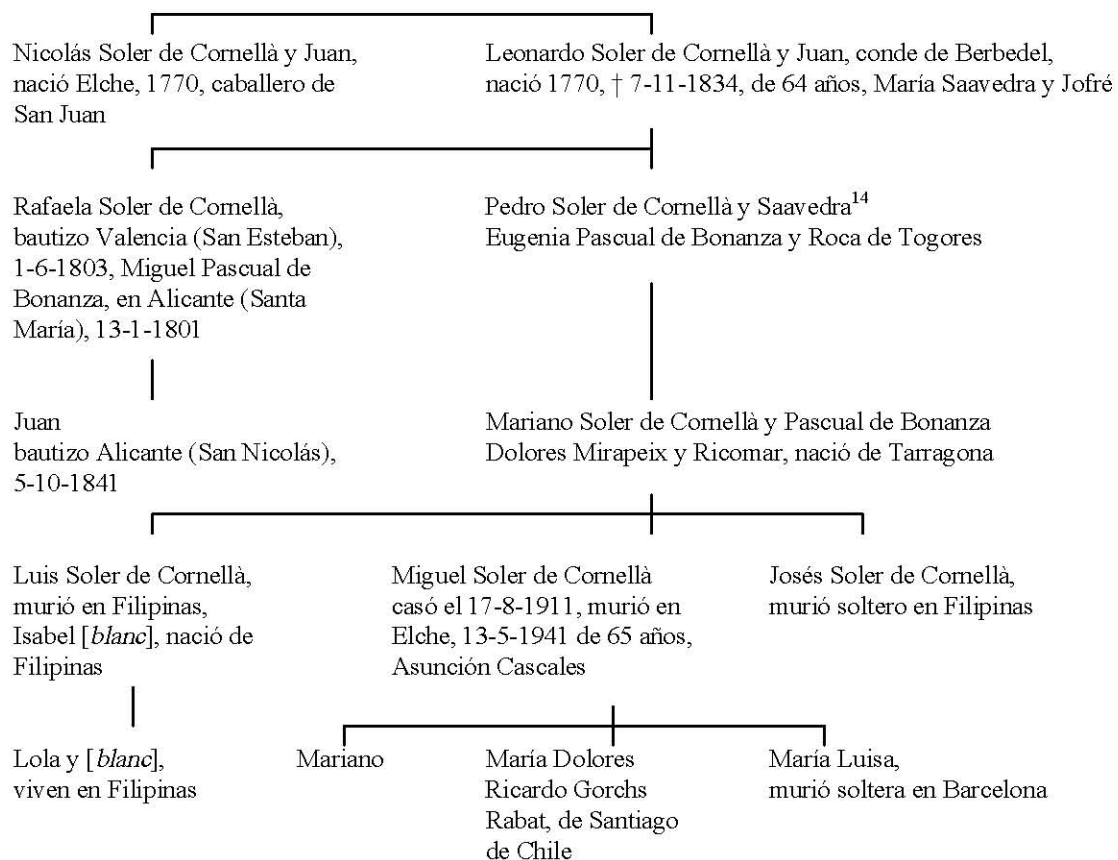 Nicolás Soler de Cornellà y Juan,
nació Elche, 1770, caballero de
San Juan
Leonardo Soler de Cornellà y Juan, conde de Berbedel,
nació 1770, † 7-11-1834, de 64 años, María Saavedra y Jofré
Rafaela Soler de Cornellà,
bautizo Valencia (San Esteban),
1-6-1803, Miguel Pascual de
Bonanza, en Alicante (Santa
María), 13-1-1801
Pedro Soler de Cornellà y Saavedra14
Eugenia Pascual de Bonanza y Roca de Togores
Juan
bautizo Alicante (San Nicolás),
5-10-1841
Mariano Soler de Cornellà y Pascual de Bonanza
Dolores Mirapeix y Ricomar, nació de Tarragona
Luis Soler de Cornellà,
murió en Filipinas,
Isabel [blanc], nació de
Filipinas
Miguel Soler de Cornellà
casó el 17-8-1911, murió en
Elche, 13-5-1941 de 65 años,
Asunción Cascales
Josés Soler de Cornellà,
murió soltero en Filipinas
Lola y [blanc],
viven en Filipinas
Mariano
María Dolores
Ricardo Gorchs
Rabat, de Santiago
de Chile
María Luisa,
murió soltera en Barcelona